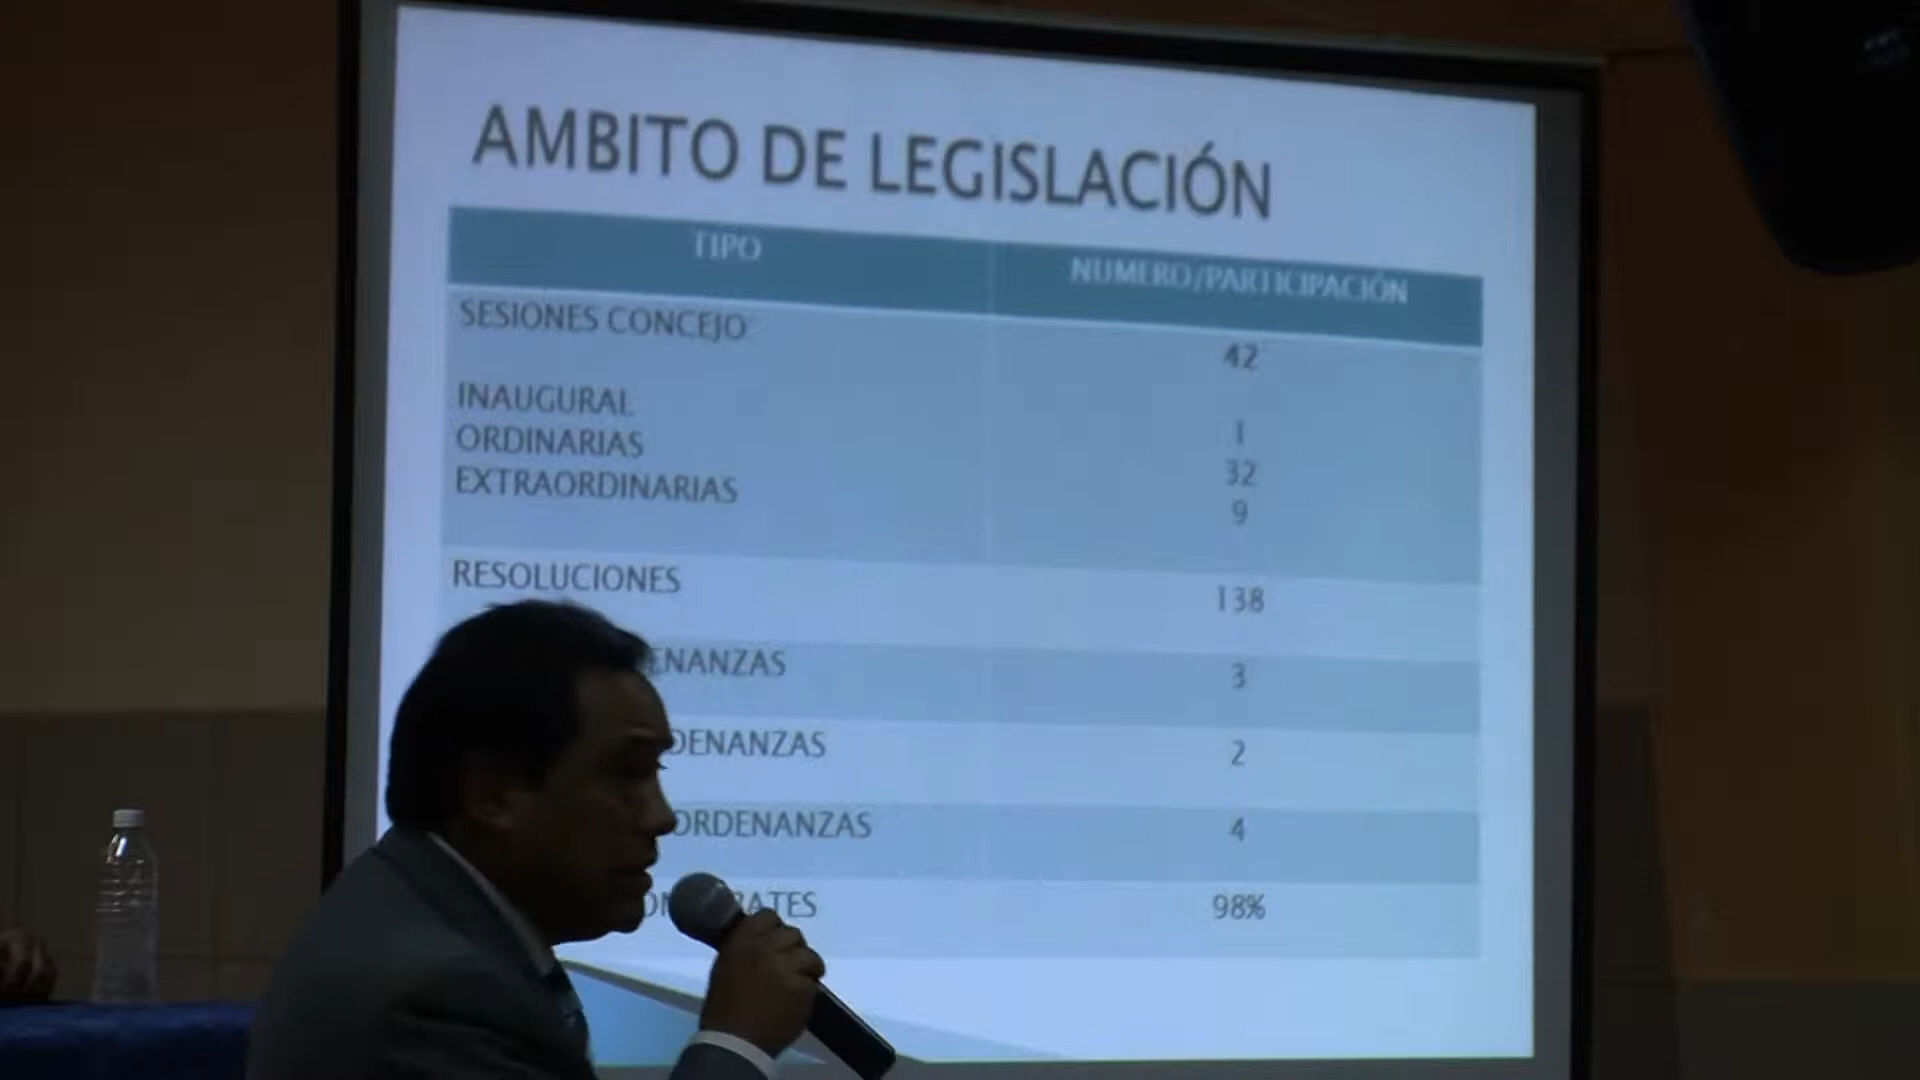 AMBITO DE LEGISLACIÓN
TIPO NUMERO/PARTICIPACIÓN
SESIONES CONCEJO 42
INAUGURAL 1
ORDINARIAS 32
EXTRAORDINARIAS 9
RESOLUCIONES 138
3
2
ORDENANZAS 4
98%